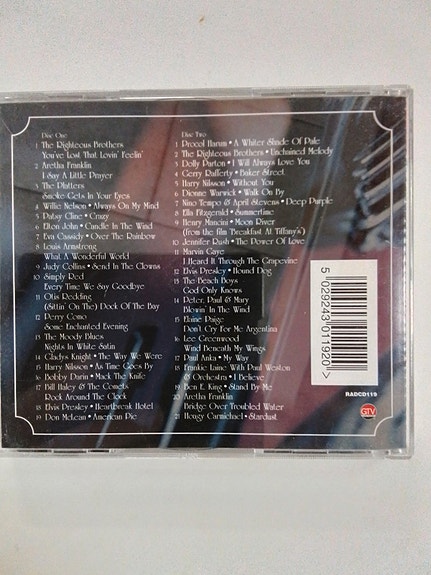 Disc One
1 The Righteous Brothers
You've Lost That Lovin' Feelin'
2 Aretha Franklin
I Say A Little Prayer
3 The Platters
Smoke Gets In Your Eyes
4 Willie Nelson • Always On My Mind
5 Patsy Cline • Crazy
6 Elton John • Candle In The Wind
7 Eva Cassidy • Over The Rainbow
8 Louis Armstrong
What A Wonderful World
9 Judy Collins • Send In The Clowns
10 Simply Red
Every Time We Say Goodbye
11 Otis Redding
(Sittin' On The) Dock Of The Bay
12 Perry Como
Some Enchanted Evening
13 The Moody Blues
Nights In White Satin
14 Gladys Knight • The Way We Were
15 Harry Nilsson • As Time Goes By
16 Bobby Darin • Mack The Knife
17 Bill Haley & The Comets
Rock Around The Clock
18 Elvis Presley • Heartbreak Hotel
19 Don McLean • American Pie
Disc Two
1 Procol Harum • A Whiter Shade Of Pale
2 The Righteous Brothers • Unchained Melody
3 Dolly Parton • I Will Always Love You
4 Gerry Rafferty • Baker Street
5 Harry Nilsson • Without You
6 Dionne Warwick • Walk On By
7 Nino Tempo & April Stevens • Deep Purple
8 Ella Fitzgerald • Summertime
9 Henry Mancini • Moon River
(from the film 'Breakfast At Tiffany's')
10 Jennifer Rush • The Power Of Love
11 Marvin Gaye
I Heard It Through The Grapevine
12 Elvis Presley • Hound Dog
13 The Beach Boys
God Only Knows
14 Peter, Paul & Mary
Blowin' In The Wind
15 Elaine Paige
Don't Cry For Me Argentina
16 Lee Greenwood
Wind Beneath My Wings
17 Paul Anka • My Way
18 Frankie Laine With Paul Weston
& Orchestra • I Believe
19 Ben E. King • Stand By Me
20 Aretha Franklin
Bridge Over Troubled Water
21 Hoagy Carmichael • Stardust
5 029243 011920 >
RADCD119
GTV